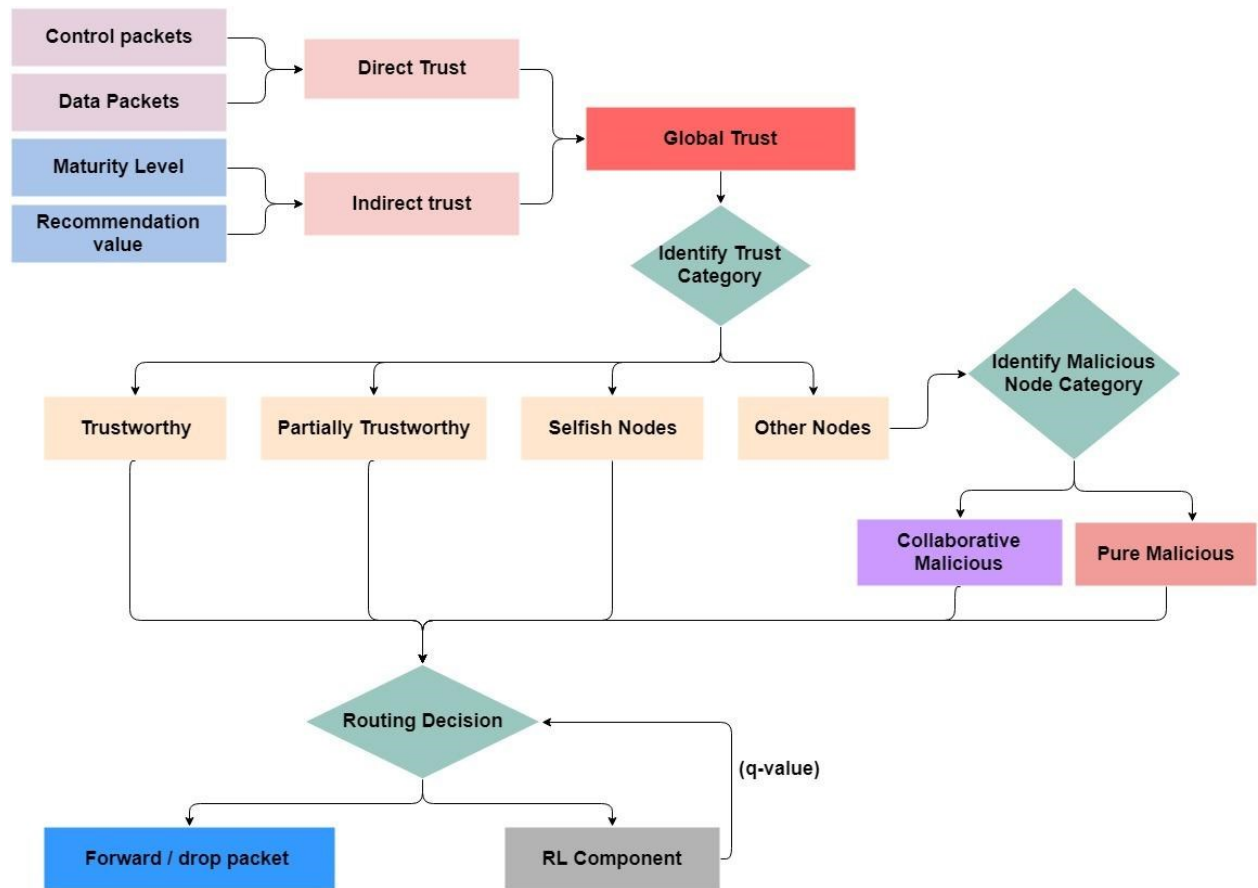 Control packets
Data Packets
Maturity Level
Recommendation
value
Direct Trust
Indirect trust
Global Trust
Identify Trust
Category
Identify Malicious
Node Category
Trustworthy
Partially Trustworthy
Selfish Nodes
Other Nodes
Collaborative
Malicious
Pure Malicious
Routing Decision
(q-value)
Forward / drop packet
RL Component